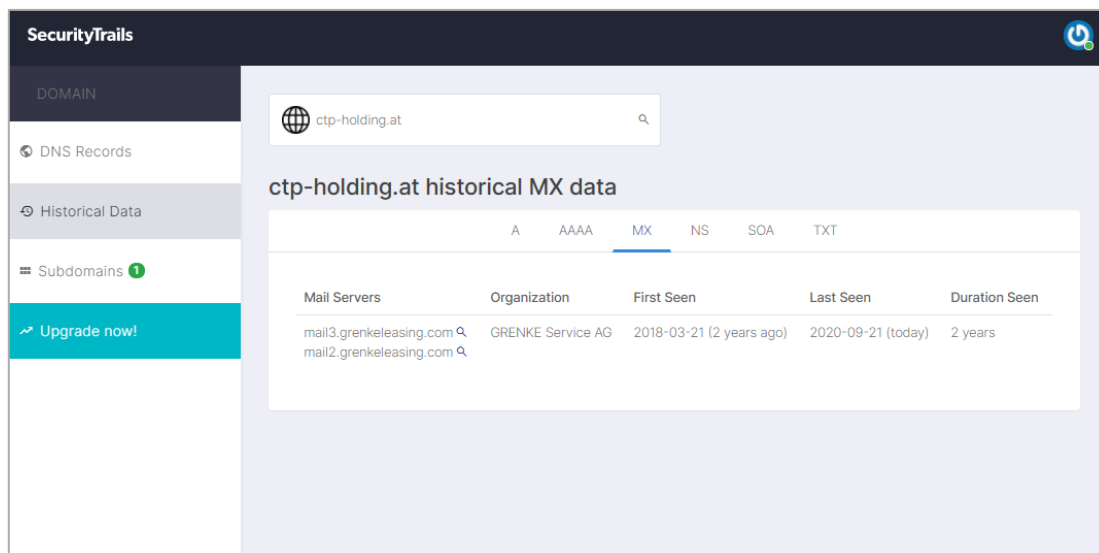 SecurityTrails
DOMAIN
DNS Records
Historical Data
Subdomains 1
Upgrade now!
ctp-holding.at
ctp-holding.at historical MX data
A AAAA MX NS SOA TXT
Mail Servers Organization First Seen Last Seen Duration Seen
mail3.grenkeleasing.com GRENKE Service AG 2018-03-21 (2 years ago) 2020-09-21 (today) 2 years
mail2.grenkeleasing.com